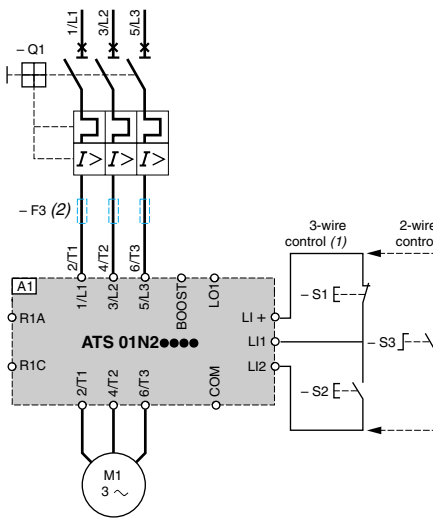 1/L1
3/L2
5/L3
– Q1
I >
I >
I >
– F3 (2)
2/T1
4/T2
6/T3
3-wire
control (1)
2-wire
contro
A1
1/L1
3/L2
5/L3
BOOST
LO1
– S1
R1A
LI +
ATS 01N2●●●●
LI1
– S3
R1C
LI2
2/T1
4/T2
6/T3
COM
– S2
M1
3 ~